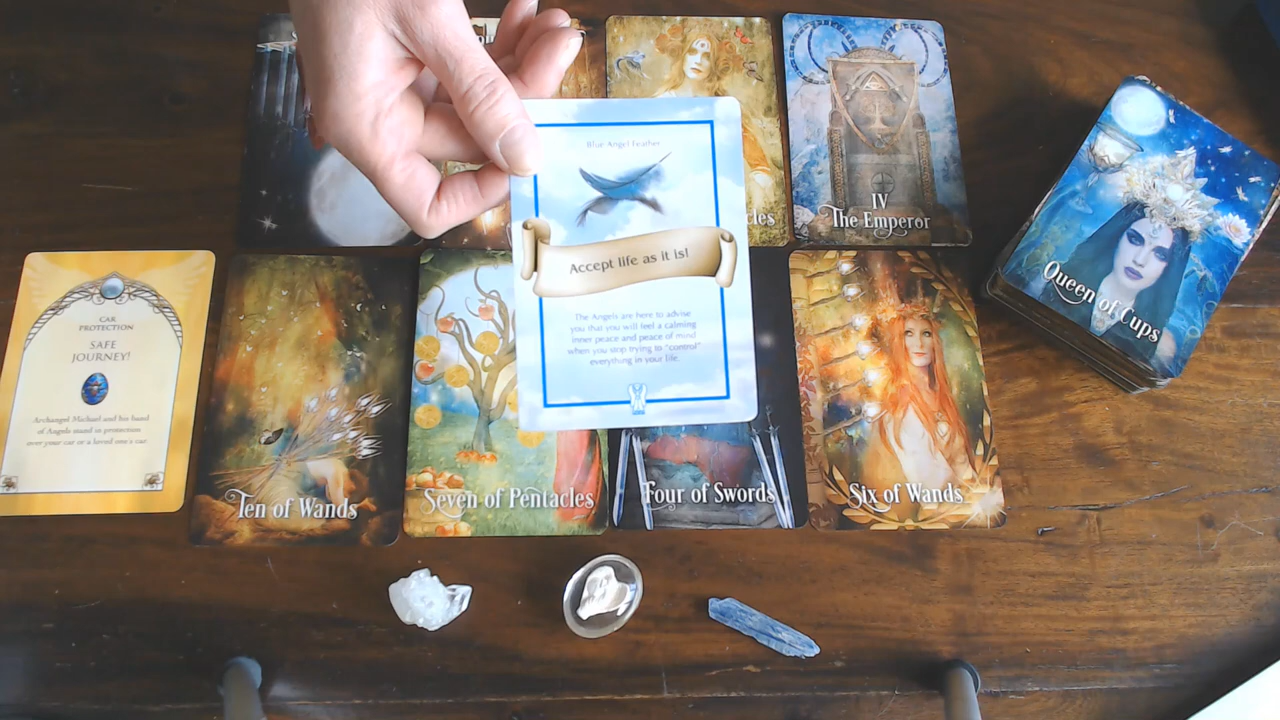 Blue Angel Feather
Accept life as it is!
The Angels are here to advise
you that you will feel a calming
inner peace and peace of mind
when you stop trying to "control"
everything in your life.
IV
The Emperor
Queen of Cups
CAR
PROTECTION
SAFE
JOURNEY!
Archangel Michael and his band
of Angels stand in protection
over your car or a loved one's car
Ten of Wands
Seven of Pentacles
Four of Swords
Six of Wands